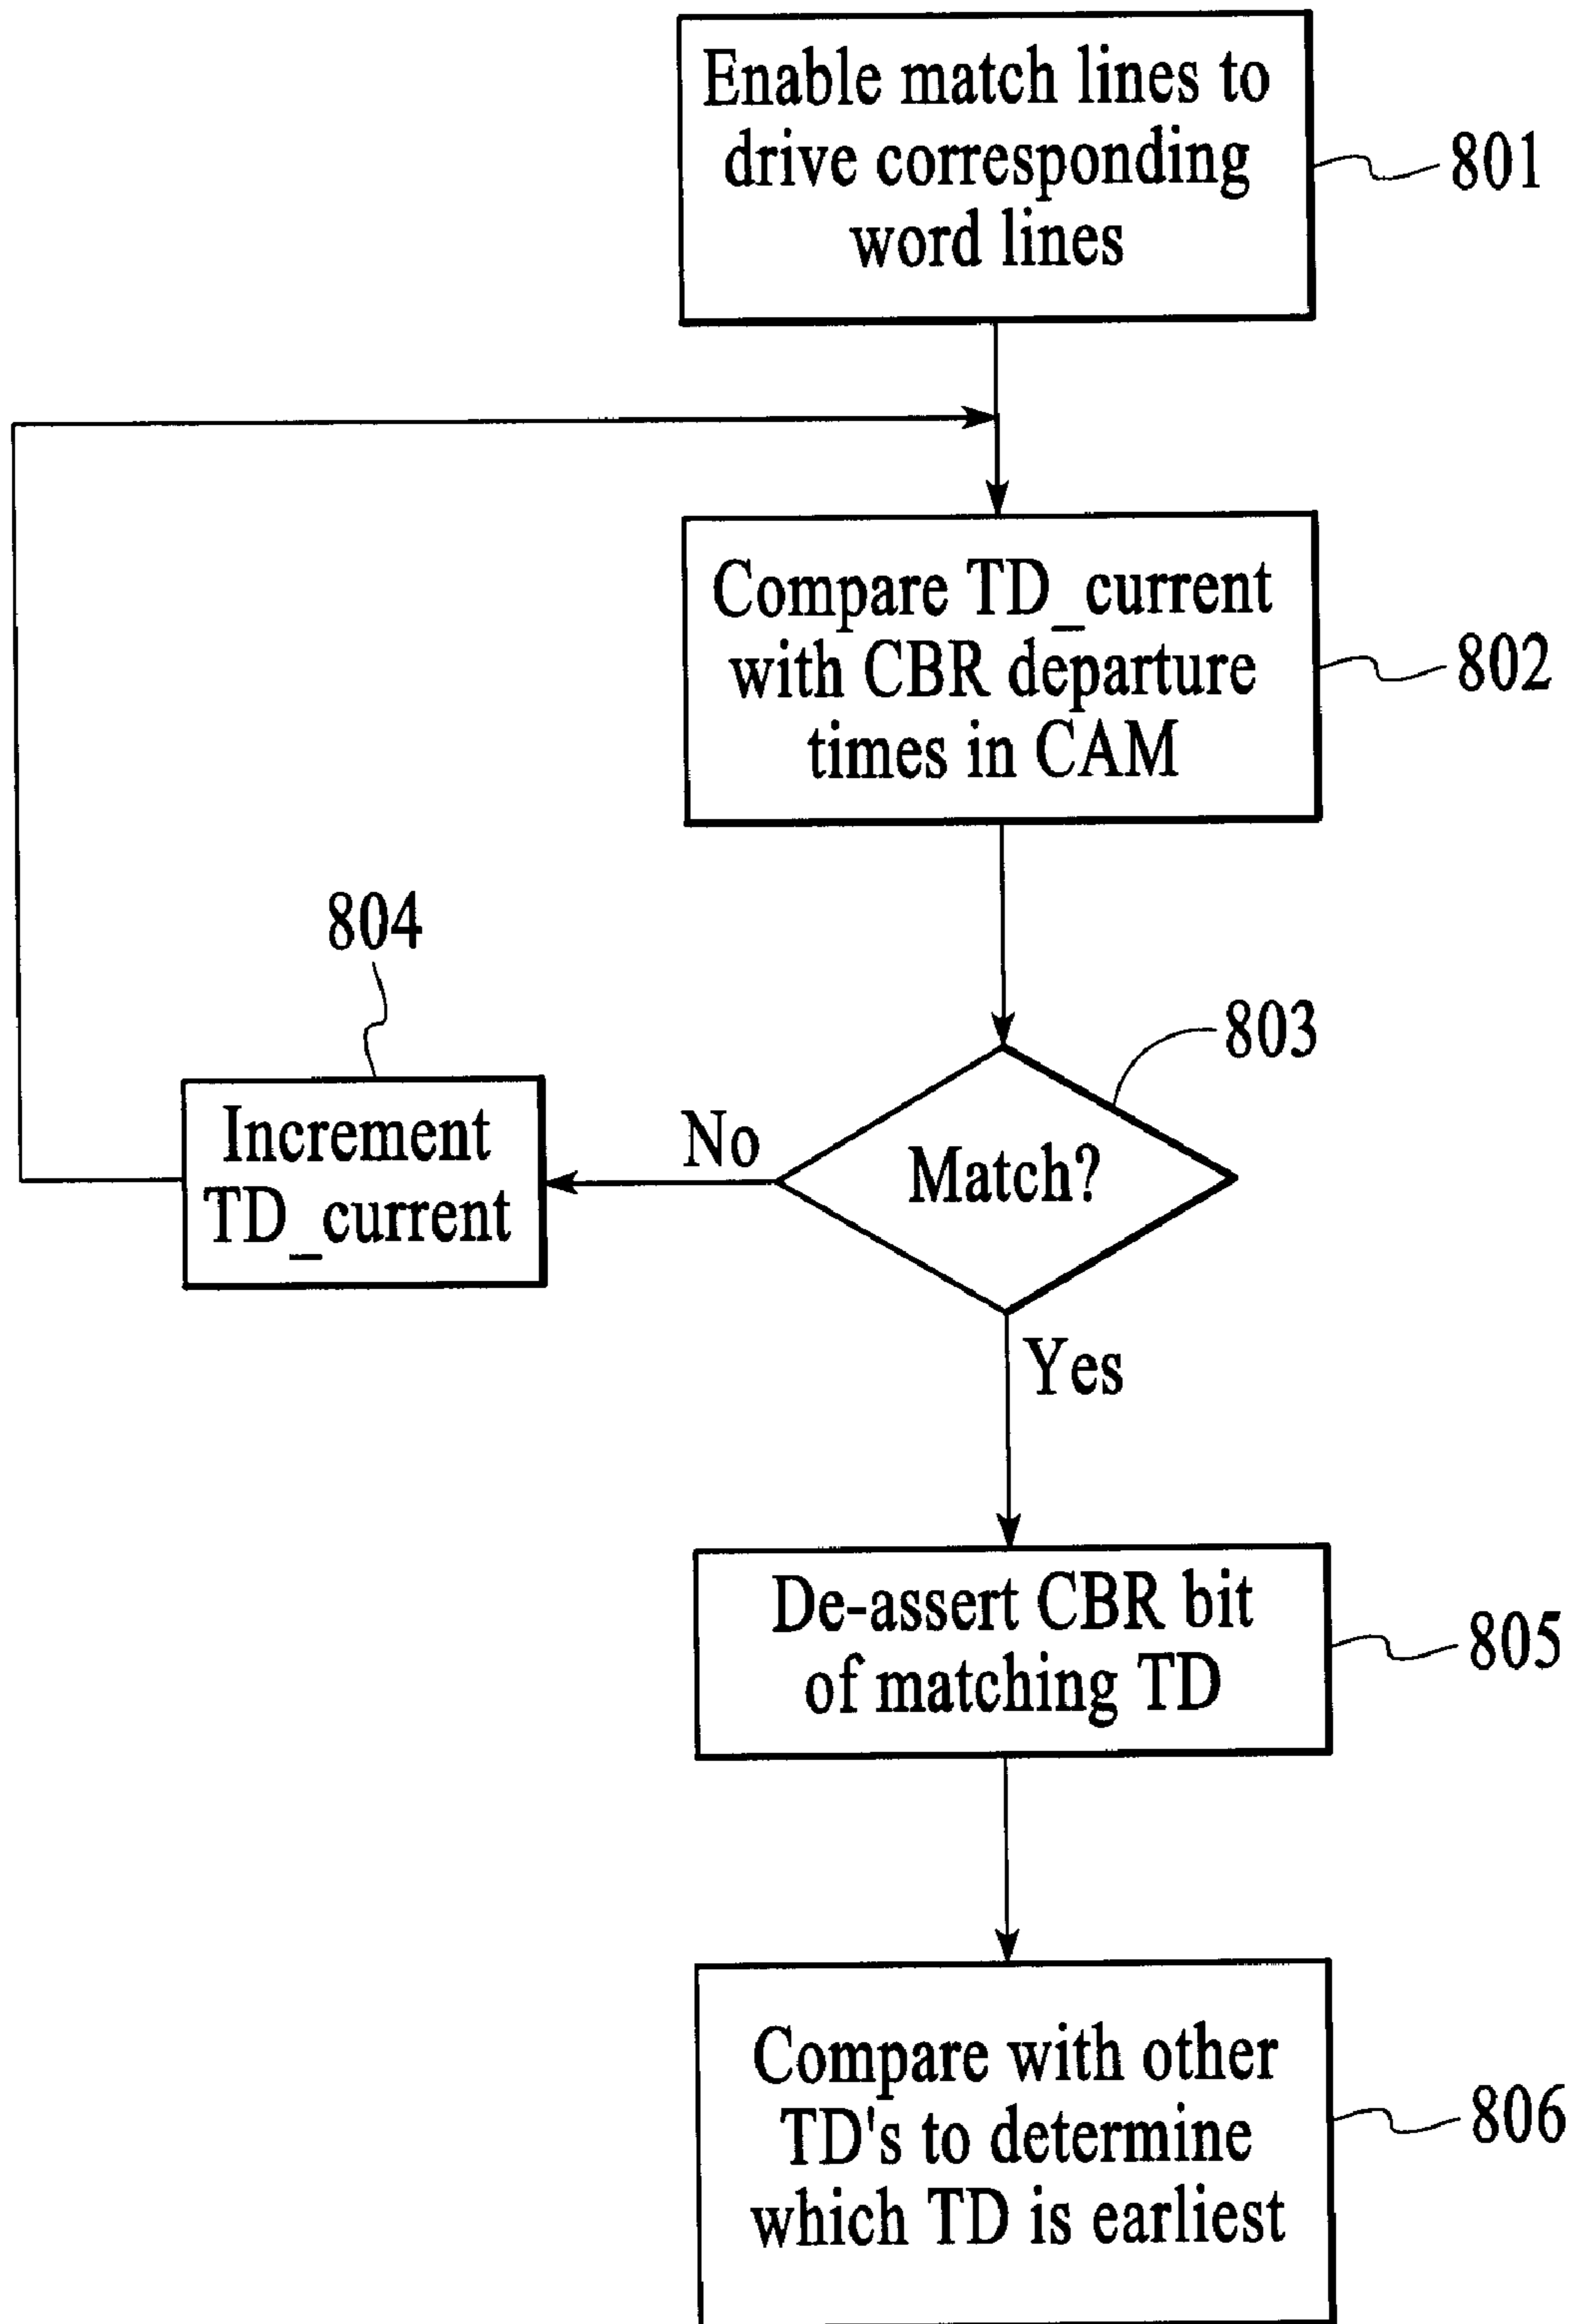 Enable match lines to
drive corresponding
word lines
801
Compare TD_current
with CBR departure
times in CAM
802
804
803
Increment
TD_current
No
Match?
Yes
De-assert CBR bit
of matching TD
805
Compare with other
TD's to determine
which TD is earliest
806